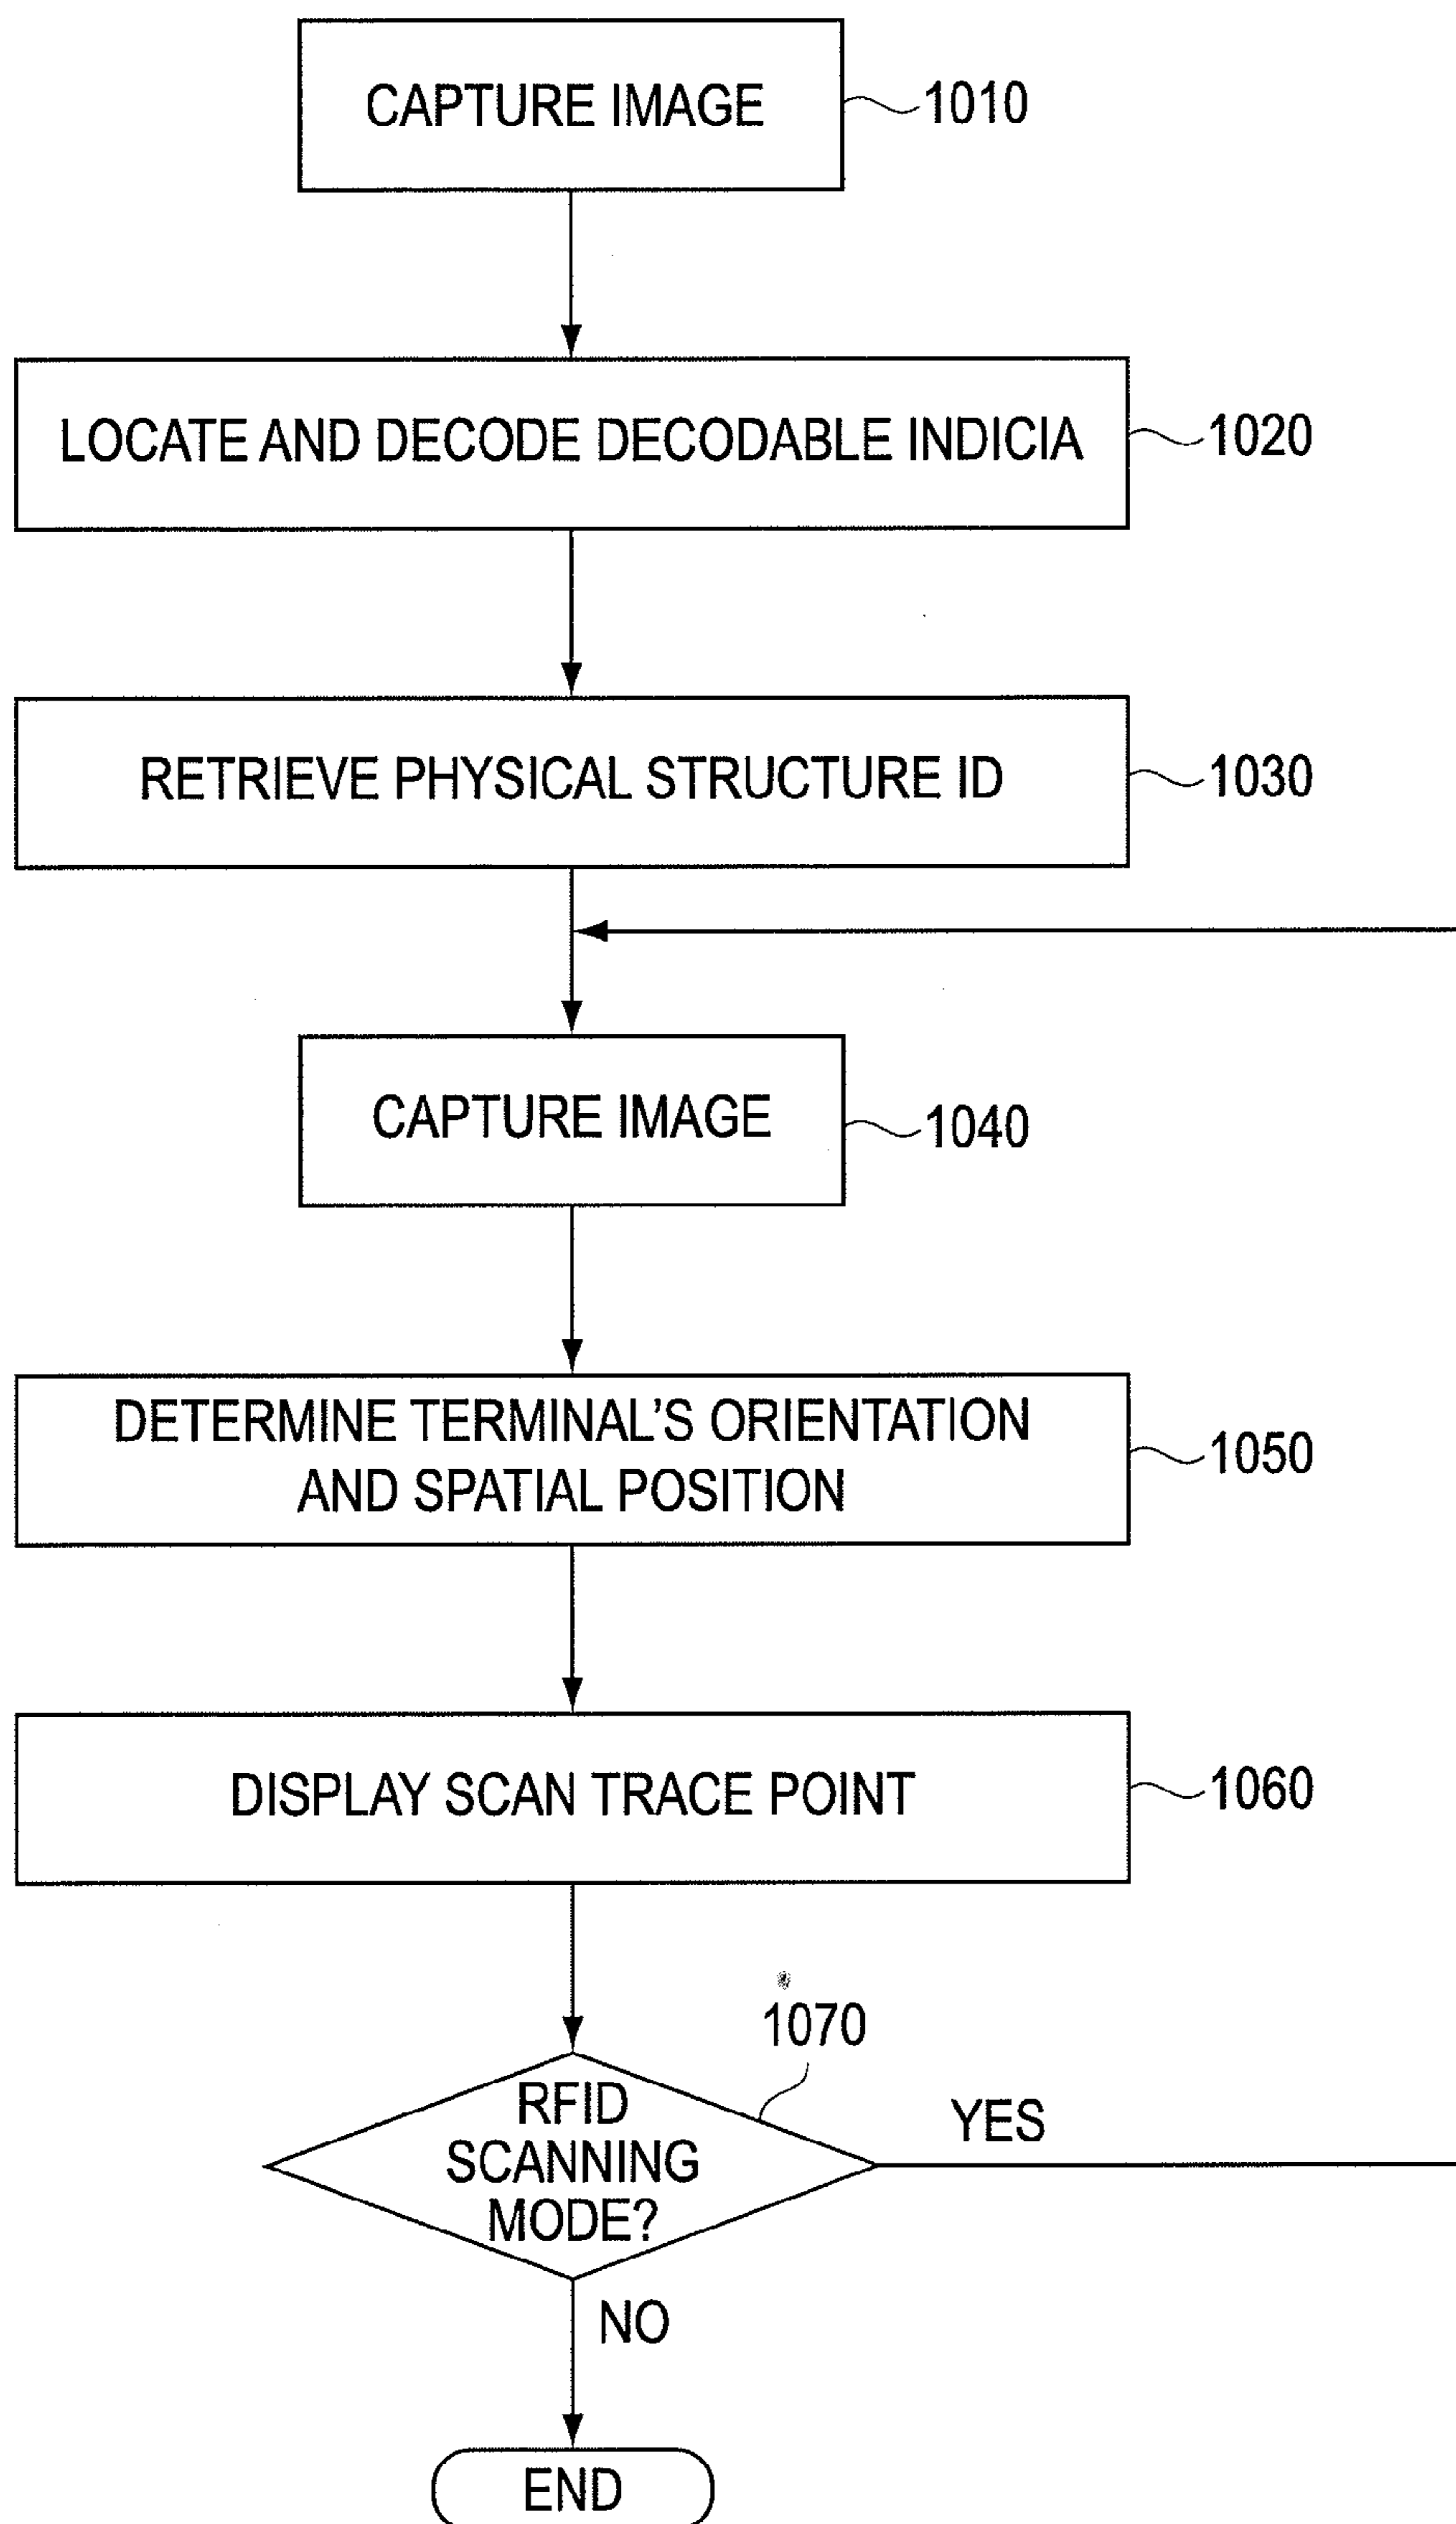 CAPTURE IMAGE
1010
LOCATE AND DECODE DECODABLE INDICIA
1020
RETRIEVE PHYSICAL STRUCTURE ID
1030
CAPTURE IMAGE
1040
DETERMINE TERMINAL'S ORIENTATION
AND SPATIAL POSITION
1050
DISPLAY SCAN TRACE POINT
1060
1070
RFID
SCANNING
MODE?
YES
NO
END